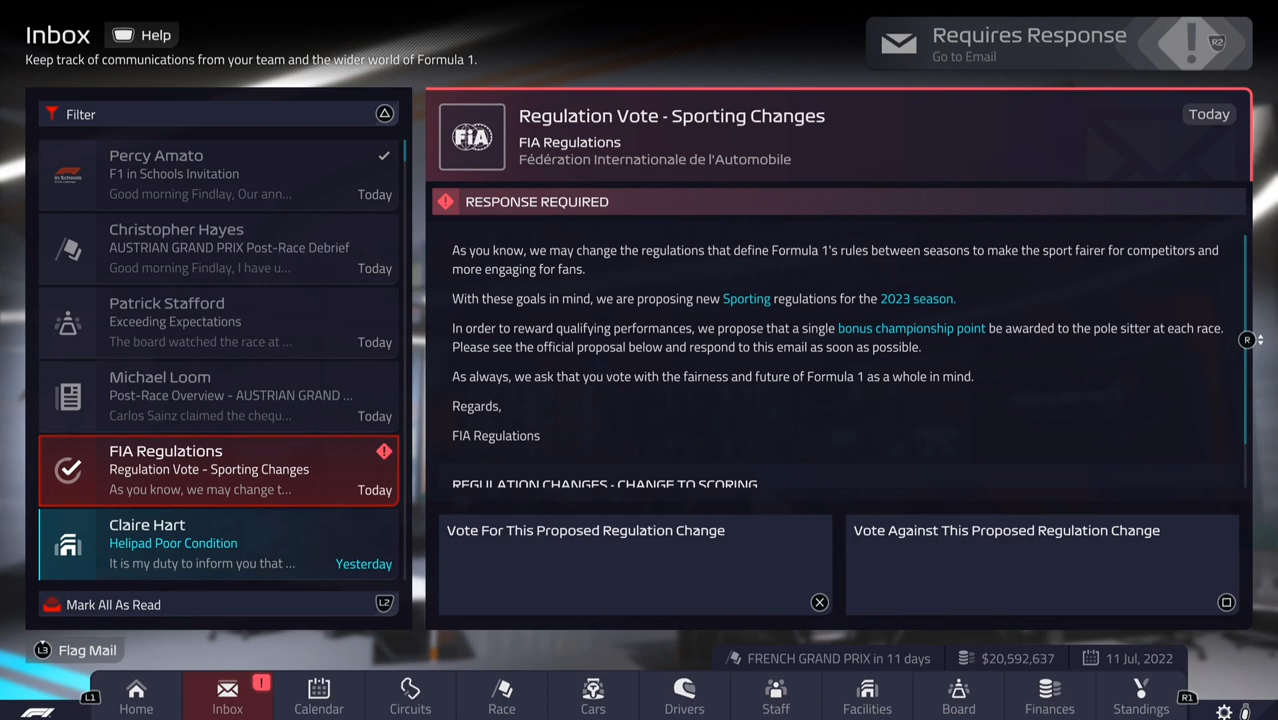 Inbox
Help
Keep track of communications from your team and the wider world of Formula 1.
Requires Response
Go to Email
R2
Filter
In Schools
Percy Amato
F1 in Schools Invitation
Good morning Findlay, Our ann...
Today
Christopher Hayes
AUSTRIAN GRAND PRIX Post-Race Debrief
Good morning Findlay, I have u...
Today
Patrick Stafford
Exceeding Expectations
The board watched the race at ...
Today
Michael Loom
Post-Race Overview - AUSTRIAN GRAND ...
Carlos Sainz claimed the chequ...
Today
FIA Regulations
Regulation Vote - Sporting Changes
As you know, we may change t...
Today
Claire Hart
Helipad Poor Condition
It is my duty to inform you that ...
Yesterday
Mark All As Read
L2
L3
Flag Mail
FIA
Regulation Vote - Sporting Changes
FIA Regulations
Fédération Internationale de l'Automobile
Today
RESPONSE REQUIRED
As you know, we may change the regulations that define Formula 1's rules between seasons to make the sport fairer for competitors and
more engaging for fans.
With these goals in mind, we are proposing new Sporting regulations for the 2023 season.
In order to reward qualifying performances, we propose that a single bonus championship point be awarded to the pole sitter at each race.
Please see the official proposal below and respond to this email as soon as possible.
As always, we ask that you vote with the fairness and future of Formula 1 as a whole in mind.
Regards,
FIA Regulations
REGULATION CHANGES - CHANGE TO SCORING
R
Vote For This Proposed Regulation Change
Vote Against This Proposed Regulation Change
FRENCH GRAND PRIX in 11 days
$20,592,637
11 Jul, 2022
L1
Home
Inbox
Calendar
Circuits
Race
Cars
Drivers
Staff
Facilities
Board
Finances
Standings
R1